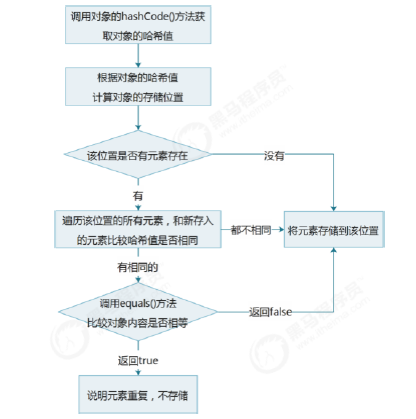 调用对象的hashCode()方法获
取对象的哈希值
根据对象的哈希值
计算对象的存储位置
该位置是否有元素存在
没有
有
遍历该位置的所有元素，和新存入
的元素比较哈希值是否相同
都不相同
将元素存储到该位置
有相同的
调用equals()方法
比较对象内容是否相等
返回false
返回true
说明元素重复，不存储
黑马程序员